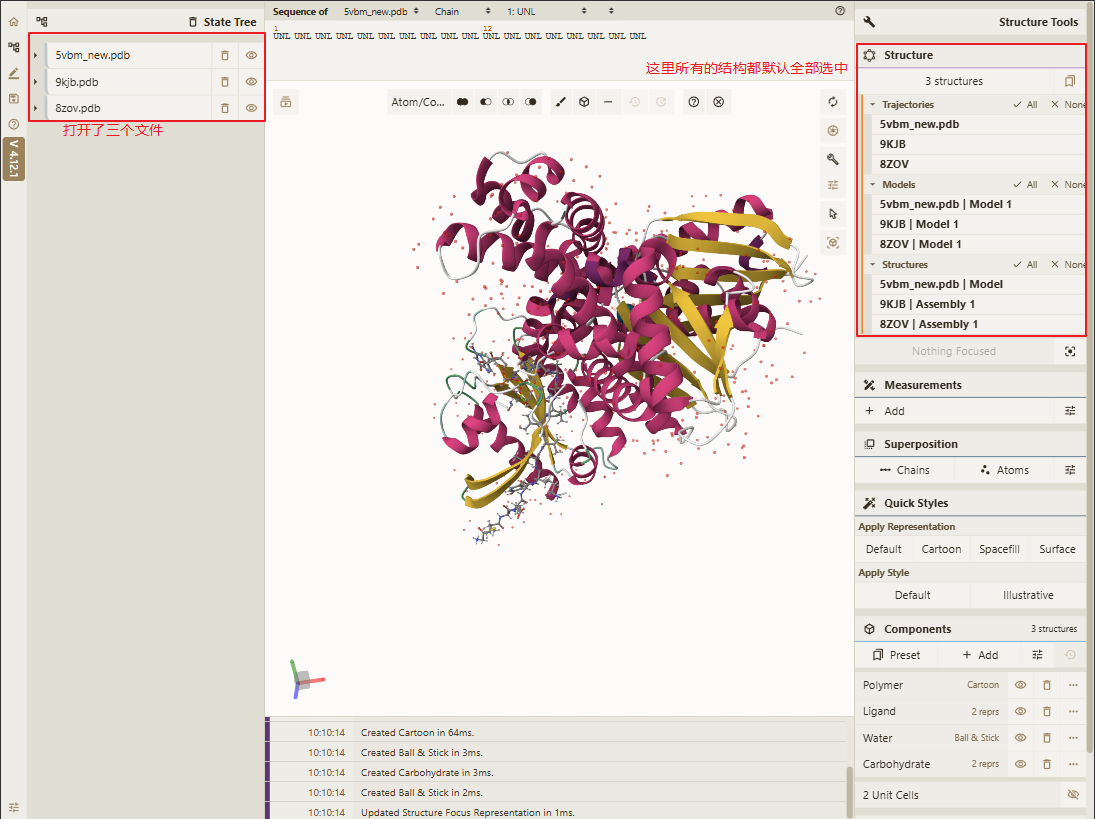 State Tree
5vbm_new.pdb
9kjb.pdb
8zov.pdb
打开了三个文件
V 4.12.1
Sequence of 5vbm_new.pdb Chain 1: UNL
1 12
UNL UNL UNL UNL UNL UNL UNL UNL UNL UNL UNL UNL UNL UNL UNL UNL UNL UNL
这里所有的结构都默认全部选中
Atom/Co...
10:10:14 Created Cartoon in 64ms.
10:10:14 Created Ball & Stick in 3ms.
10:10:14 Created Carbohydrate in 3ms.
10:10:14 Created Ball & Stick in 2ms.
10:10:14 Updated Structure Focus Representation in 1ms.
Structure Tools
Structure
3 structures
Trajectories All None
5vbm_new.pdb
9KJB
8ZOV
Models All None
5vbm_new.pdb | Model 1
9KJB | Model 1
8ZOV | Model 1
Structures All None
5vbm_new.pdb | Model
9KJB | Assembly 1
8ZOV | Assembly 1
Nothing Focused
Measurements
+ Add
Superposition
Chains Atoms
Quick Styles
Apply Representation
Default Cartoon Spacefill Surface
Apply Style
Default Illustrative
Components 3 structures
Preset + Add
Polymer Cartoon
Ligand 2 reprs
Water Ball & Stick
Carbohydrate 2 reprs
2 Unit Cells